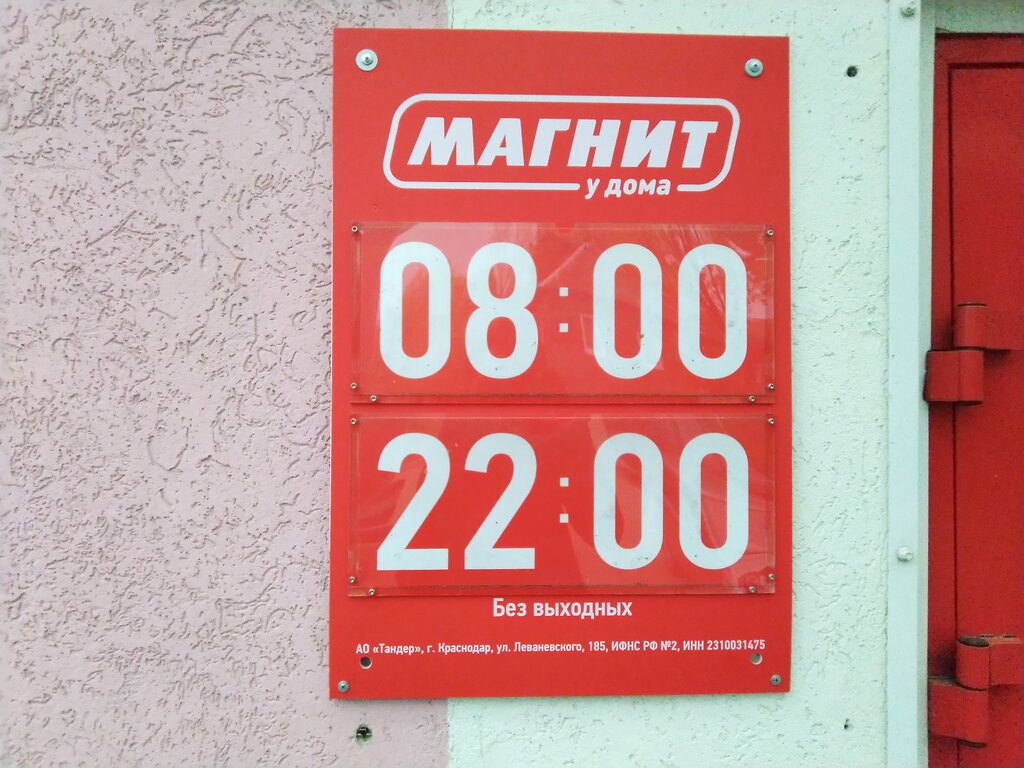 МАГНИТ
у дома
08:00
22:00
Без выходных
АО «Тандер», г. Краснодар, ул. Леваневского, 185, ИФНС РФ №2, ИНН 2310031475